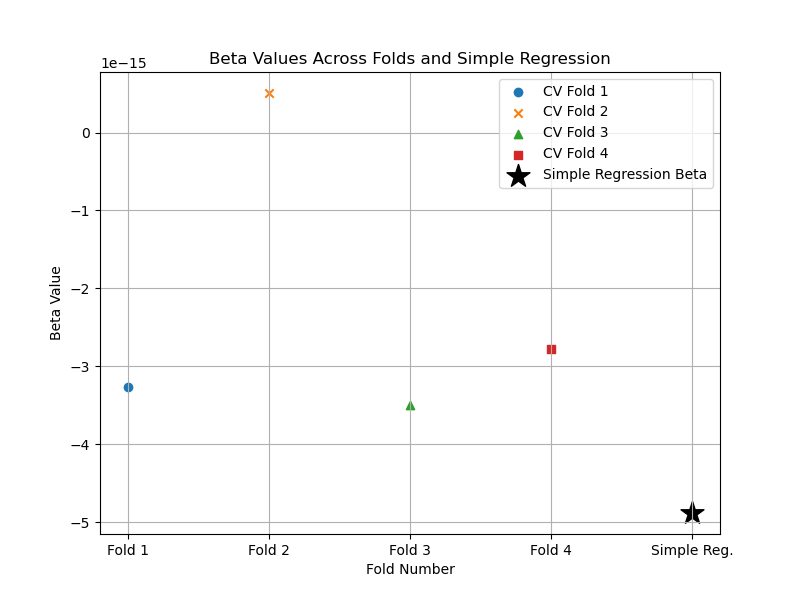 Beta Values Across Folds and Simple Regression
1e−15
CV Fold 1
CV Fold 2
CV Fold 3
CV Fold 4
Simple Regression Beta
Beta Value
0
−1
−2
−3
−4
−5
Fold 1 Fold 2 Fold 3 Fold 4 Simple Reg.
Fold Number